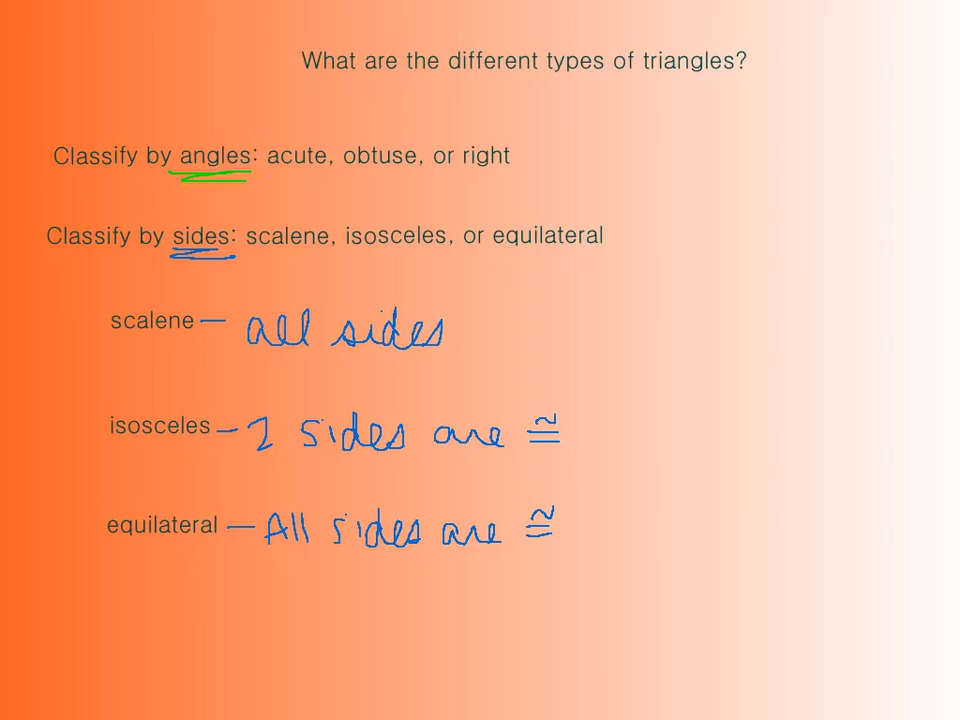 What are the different types of triangles?
Classify by angles: acute, obtuse, or right
Classify by sides: scalene, isosceles, or equilateral
scalene — all sides
isosceles — 2 sides are ≅
equilateral — All sides are ≅